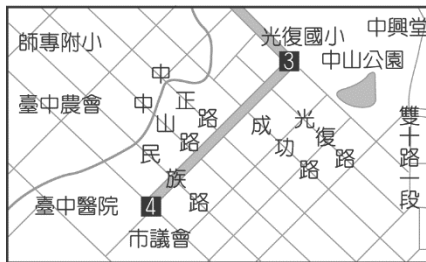 師專附小
光復國小
中興堂
3
中山公園
中正路
臺中農會
中山路
民族路
成功路
光復路
雙十路一段
臺中醫院
4
市議會